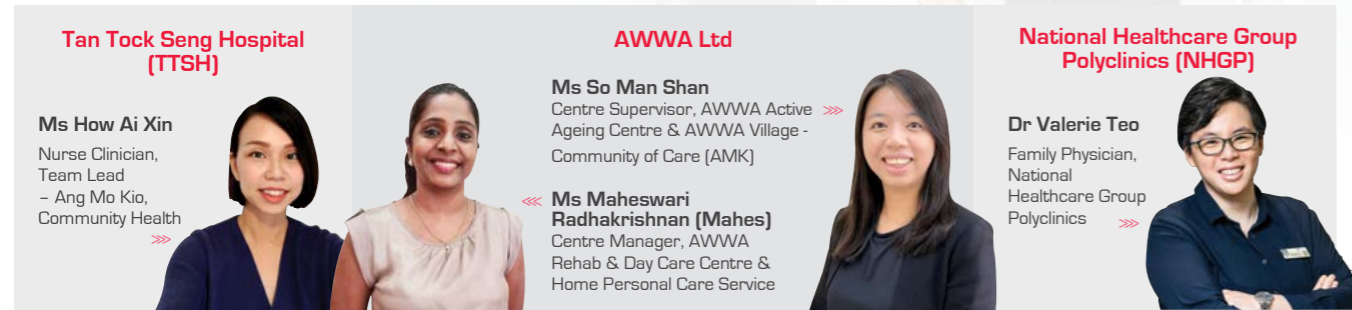 Tan Tock Seng Hospital
(TTSH)
Ms How Ai Xin
Nurse Clinician,
Team Lead
– Ang Mo Kio,
Community Health
AWWA Ltd
Ms So Man Shan
Centre Supervisor, AWWA Active
Ageing Centre & AWWA Village -
Community of Care (AMK)
Ms Maheswari
Radhakrishnan (Mahes)
Centre Manager, AWWA
Rehab & Day Care Centre &
Home Personal Care Service
National Healthcare Group
Polyclinics (NHGP)
Dr Valerie Teo
Family Physician,
National
Healthcare Group
Polyclinics